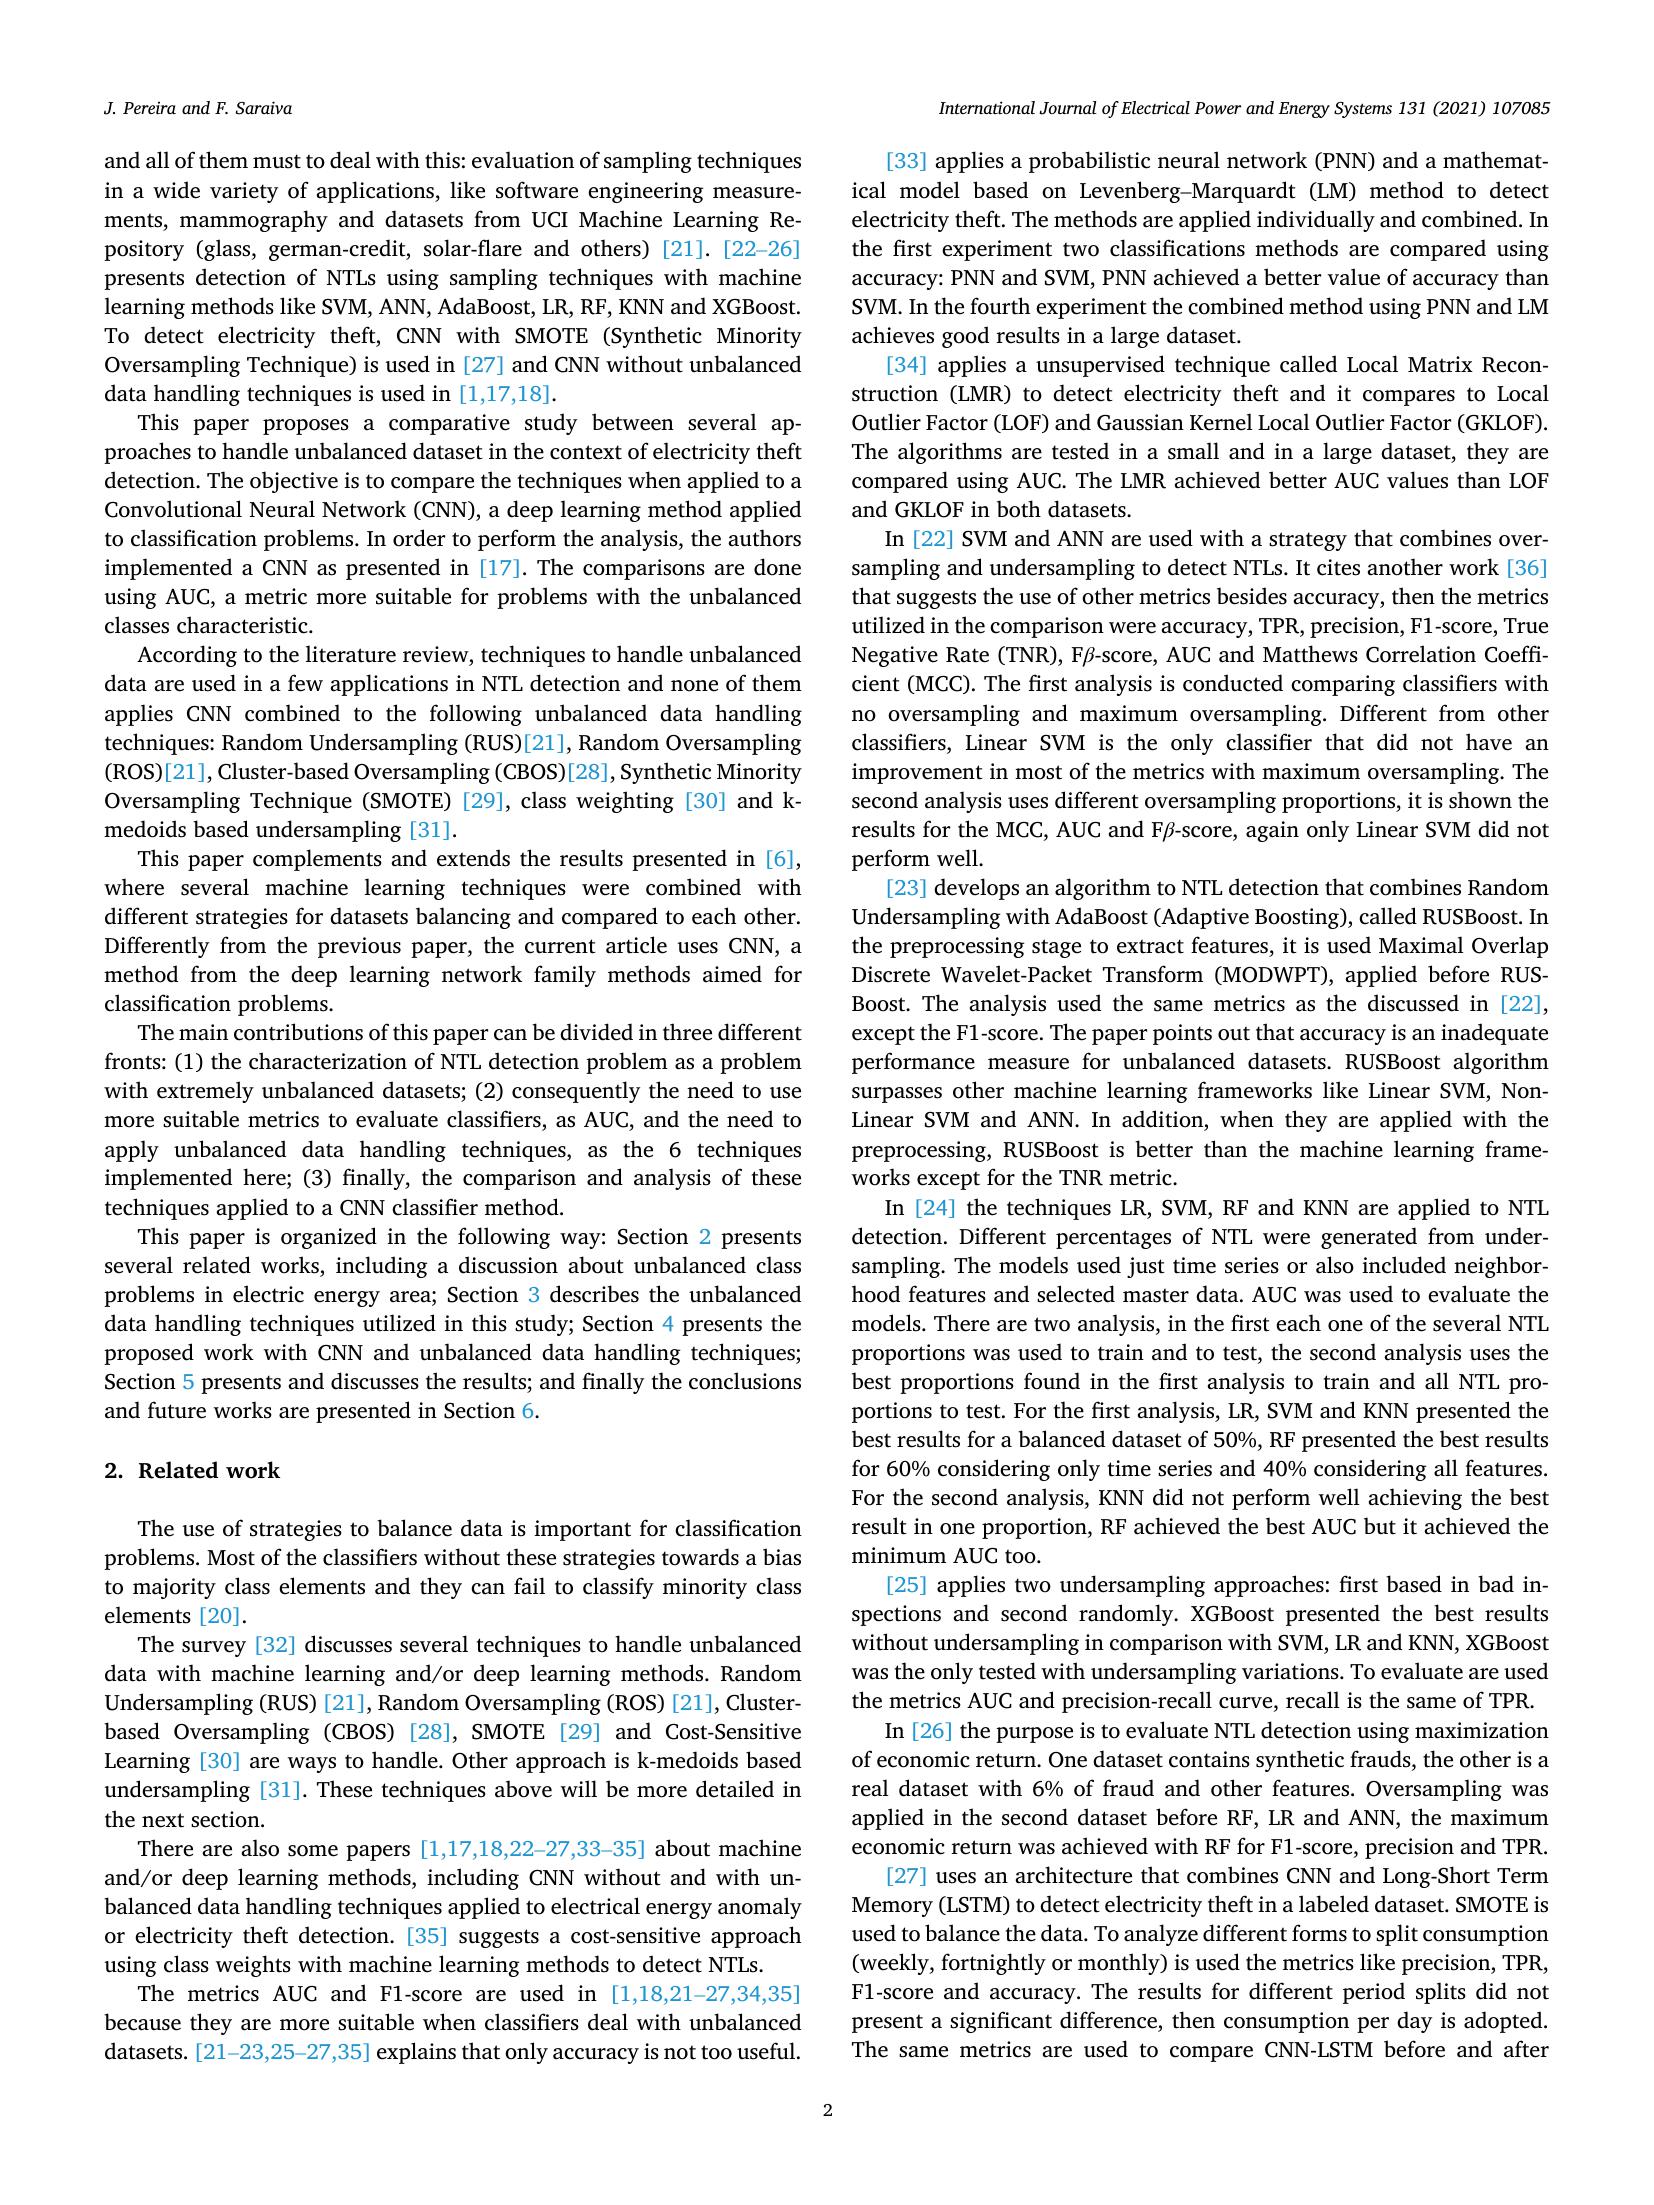 J. Pereira and F. Saraiva
International Journal of Electrical Power and Energy Systems 131 (2021) 107085
and all of them must to deal with this: evaluation of sampling techniques
in a wide variety of applications, like software engineering measure-
ments, mammography and datasets from UCI Machine Learning Re-
pository (glass, german-credit, solar-flare and others) [21]. [22–26]
presents detection of NTLs using sampling techniques with machine
learning methods like SVM, ANN, AdaBoost, LR, RF, KNN and XGBoost.
To detect electricity theft, CNN with SMOTE (Synthetic Minority
Oversampling Technique) is used in [27] and CNN without unbalanced
data handling techniques is used in [1,17,18].
This paper proposes a comparative study between several ap-
proaches to handle unbalanced dataset in the context of electricity theft
detection. The objective is to compare the techniques when applied to a
Convolutional Neural Network (CNN), a deep learning method applied
to classification problems. In order to perform the analysis, the authors
implemented a CNN as presented in [17]. The comparisons are done
using AUC, a metric more suitable for problems with the unbalanced
classes characteristic.
According to the literature review, techniques to handle unbalanced
data are used in a few applications in NTL detection and none of them
applies CNN combined to the following unbalanced data handling
techniques: Random Undersampling (RUS)[21], Random Oversampling
(ROS)[21], Cluster-based Oversampling (CBOS)[28], Synthetic Minority
Oversampling Technique (SMOTE) [29], class weighting [30] and k-
medoids based undersampling [31].
This paper complements and extends the results presented in [6],
where several machine learning techniques were combined with
different strategies for datasets balancing and compared to each other.
Differently from the previous paper, the current article uses CNN, a
method from the deep learning network family methods aimed for
classification problems.
The main contributions of this paper can be divided in three different
fronts: (1) the characterization of NTL detection problem as a problem
with extremely unbalanced datasets; (2) consequently the need to use
more suitable metrics to evaluate classifiers, as AUC, and the need to
apply unbalanced data handling techniques, as the 6 techniques
implemented here; (3) finally, the comparison and analysis of these
techniques applied to a CNN classifier method.
This paper is organized in the following way: Section 2 presents
several related works, including a discussion about unbalanced class
problems in electric energy area; Section 3 describes the unbalanced
data handling techniques utilized in this study; Section 4 presents the
proposed work with CNN and unbalanced data handling techniques;
Section 5 presents and discusses the results; and finally the conclusions
and future works are presented in Section 6.
2. Related work
The use of strategies to balance data is important for classification
problems. Most of the classifiers without these strategies towards a bias
to majority class elements and they can fail to classify minority class
elements [20].
The survey [32] discusses several techniques to handle unbalanced
data with machine learning and/or deep learning methods. Random
Undersampling (RUS) [21], Random Oversampling (ROS) [21], Cluster-
based Oversampling (CBOS) [28], SMOTE [29] and Cost-Sensitive
Learning [30] are ways to handle. Other approach is k-medoids based
undersampling [31]. These techniques above will be more detailed in
the next section.
There are also some papers [1,17,18,22–27,33–35] about machine
and/or deep learning methods, including CNN without and with un-
balanced data handling techniques applied to electrical energy anomaly
or electricity theft detection. [35] suggests a cost-sensitive approach
using class weights with machine learning methods to detect NTLs.
The metrics AUC and F1-score are used in [1,18,21–27,34,35]
because they are more suitable when classifiers deal with unbalanced
datasets. [21–23,25–27,35] explains that only accuracy is not too useful.
[33] applies a probabilistic neural network (PNN) and a mathemat-
ical model based on Levenberg–Marquardt (LM) method to detect
electricity theft. The methods are applied individually and combined. In
the first experiment two classifications methods are compared using
accuracy: PNN and SVM, PNN achieved a better value of accuracy than
SVM. In the fourth experiment the combined method using PNN and LM
achieves good results in a large dataset.
[34] applies a unsupervised technique called Local Matrix Recon-
struction (LMR) to detect electricity theft and it compares to Local
Outlier Factor (LOF) and Gaussian Kernel Local Outlier Factor (GKLOF).
The algorithms are tested in a small and in a large dataset, they are
compared using AUC. The LMR achieved better AUC values than LOF
and GKLOF in both datasets.
In [22] SVM and ANN are used with a strategy that combines over-
sampling and undersampling to detect NTLs. It cites another work [36]
that suggests the use of other metrics besides accuracy, then the metrics
utilized in the comparison were accuracy, TPR, precision, F1-score, True
Negative Rate (TNR), Fβ-score, AUC and Matthews Correlation Coeffi-
cient (MCC). The first analysis is conducted comparing classifiers with
no oversampling and maximum oversampling. Different from other
classifiers, Linear SVM is the only classifier that did not have an
improvement in most of the metrics with maximum oversampling. The
second analysis uses different oversampling proportions, it is shown the
results for the MCC, AUC and Fβ-score, again only Linear SVM did not
perform well.
[23] develops an algorithm to NTL detection that combines Random
Undersampling with AdaBoost (Adaptive Boosting), called RUSBoost. In
the preprocessing stage to extract features, it is used Maximal Overlap
Discrete Wavelet-Packet Transform (MODWPT), applied before RUS-
Boost. The analysis used the same metrics as the discussed in [22],
except the F1-score. The paper points out that accuracy is an inadequate
performance measure for unbalanced datasets. RUSBoost algorithm
surpasses other machine learning frameworks like Linear SVM, Non-
Linear SVM and ANN. In addition, when they are applied with the
preprocessing, RUSBoost is better than the machine learning frame-
works except for the TNR metric.
In [24] the techniques LR, SVM, RF and KNN are applied to NTL
detection. Different percentages of NTL were generated from under-
sampling. The models used just time series or also included neighbor-
hood features and selected master data. AUC was used to evaluate the
models. There are two analysis, in the first each one of the several NTL
proportions was used to train and to test, the second analysis uses the
best proportions found in the first analysis to train and all NTL pro-
portions to test. For the first analysis, LR, SVM and KNN presented the
best results for a balanced dataset of 50%, RF presented the best results
for 60% considering only time series and 40% considering all features.
For the second analysis, KNN did not perform well achieving the best
result in one proportion, RF achieved the best AUC but it achieved the
minimum AUC too.
[25] applies two undersampling approaches: first based in bad in-
spections and second randomly. XGBoost presented the best results
without undersampling in comparison with SVM, LR and KNN, XGBoost
was the only tested with undersampling variations. To evaluate are used
the metrics AUC and precision-recall curve, recall is the same of TPR.
In [26] the purpose is to evaluate NTL detection using maximization
of economic return. One dataset contains synthetic frauds, the other is a
real dataset with 6% of fraud and other features. Oversampling was
applied in the second dataset before RF, LR and ANN, the maximum
economic return was achieved with RF for F1-score, precision and TPR.
[27] uses an architecture that combines CNN and Long-Short Term
Memory (LSTM) to detect electricity theft in a labeled dataset. SMOTE is
used to balance the data. To analyze different forms to split consumption
(weekly, fortnightly or monthly) is used the metrics like precision, TPR,
F1-score and accuracy. The results for different period splits did not
present a significant difference, then consumption per day is adopted.
The same metrics are used to compare CNN-LSTM before and after
2